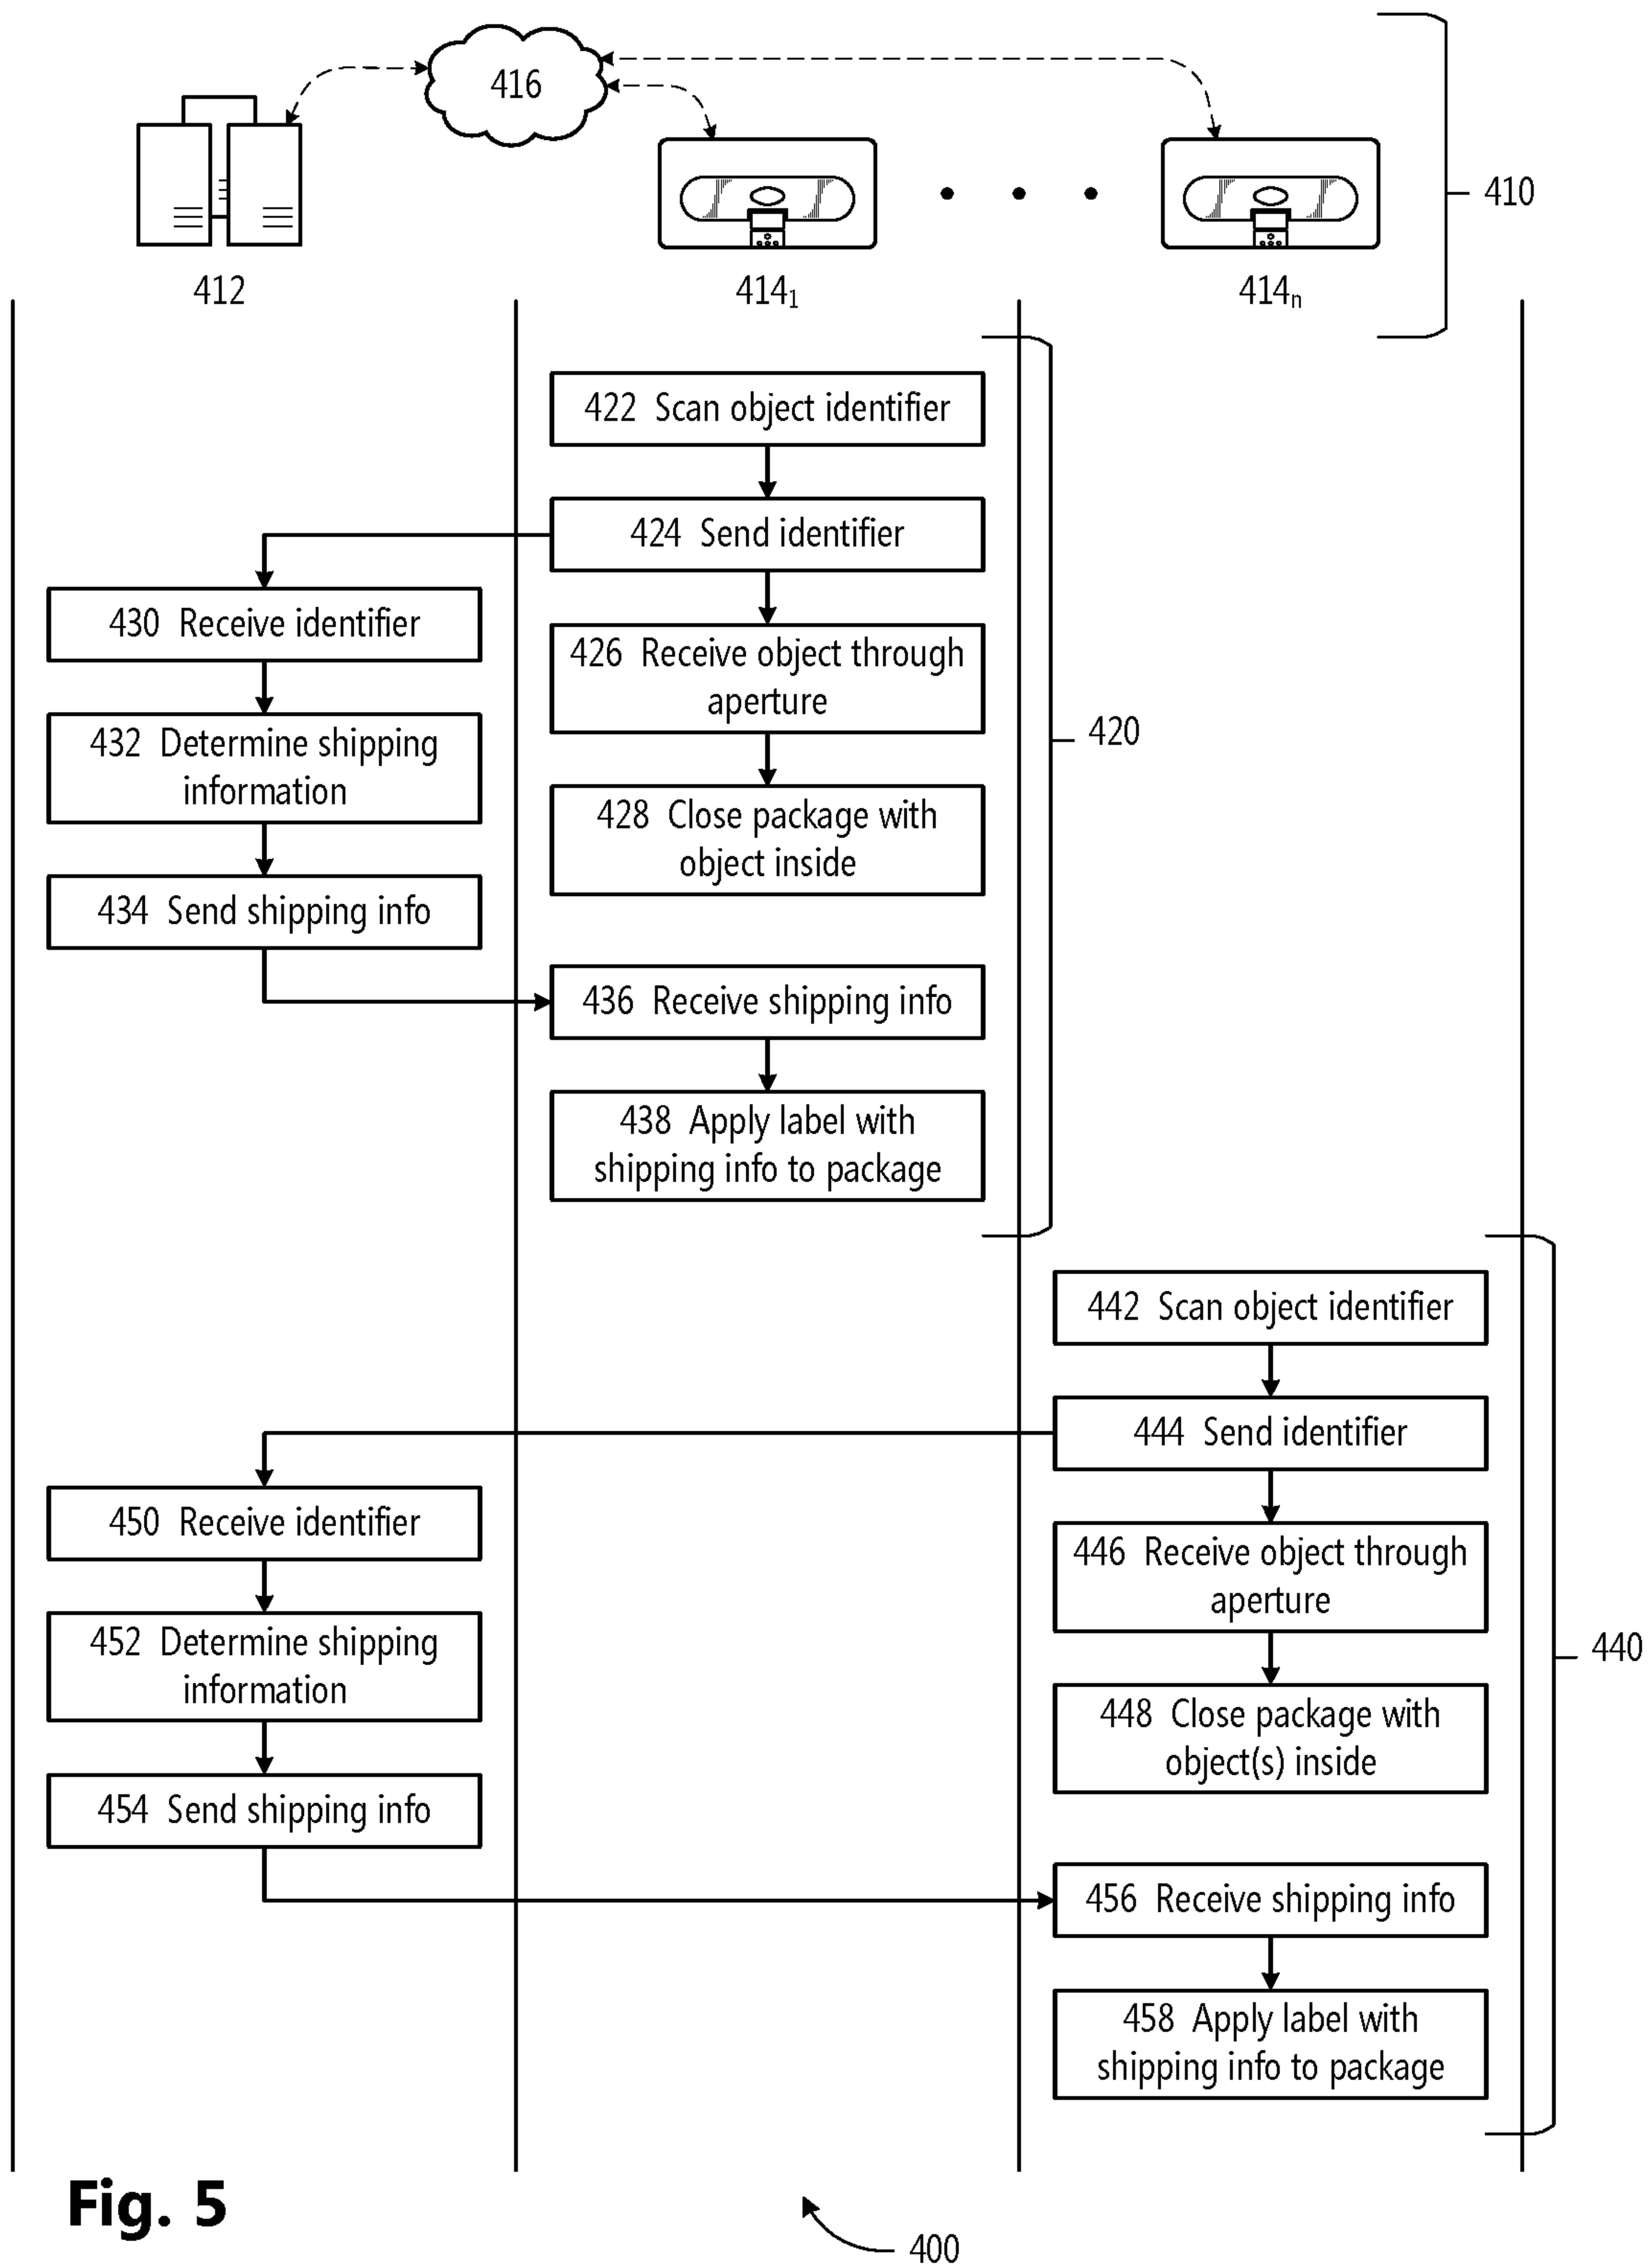 416
410
412
414₁
414ₙ
422 Scan object identifier
424 Send identifier
430 Receive identifier
426 Receive object through
aperture
432 Determine shipping
information
420
428 Close package with
object inside
434 Send shipping info
436 Receive shipping info
438 Apply label with
shipping info to package
442 Scan object identifier
444 Send identifier
450 Receive identifier
446 Receive object through
aperture
452 Determine shipping
information
440
448 Close package with
object(s) inside
454 Send shipping info
456 Receive shipping info
458 Apply label with
shipping info to package
Fig. 5
400